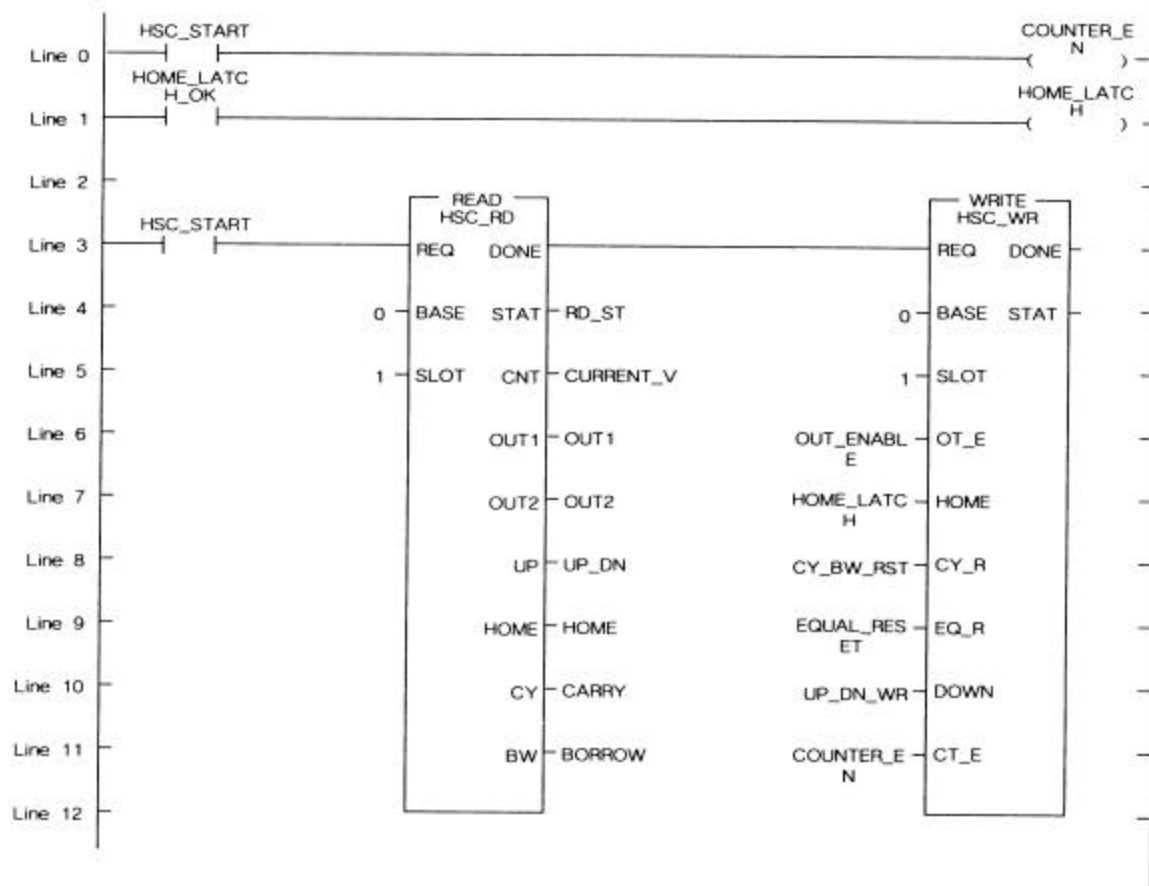 HSC_START COUNTER_E
N
Line 0 ( )
HOME_LATC
H_OK HOME_LATC
H
Line 1 ( )
Line 2
READ WRITE
HSC_START HSC_RD HSC_WR
Line 3 REQ DONE REQ DONE
Line 4 0 BASE STAT RD_ST 0 BASE STAT
Line 5 1 SLOT CNT CURRENT_V 1 SLOT
Line 6 OUT1 OUT1 OUT_ENABL OT_E
E
Line 7 OUT2 OUT2 HOME_LATC HOME
H
Line 8 UP UP_DN CY_BW_RST CY_R
Line 9 HOME HOME EQUAL_RES EQ_R
ET
Line 10 CY CARRY UP_DN_WR DOWN
Line 11 BW BORROW COUNTER_E CT_E
N
Line 12